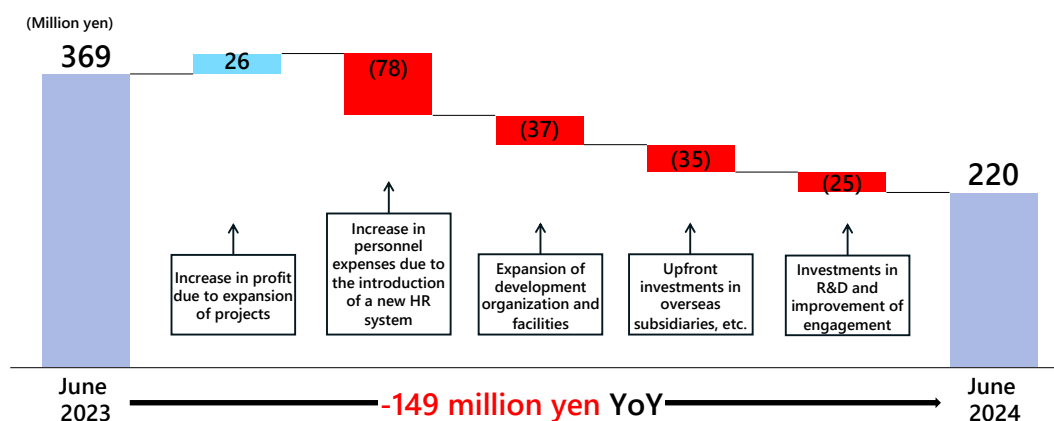 (Million yen)
369
26
(78)
(37)
(35)
(25)
220
Increase in profit
due to expansion
of projects
Increase in
personnel
expenses due to
the introduction
of a new HR
system
Expansion of
development
organization and
facilities
Upfront
investments in
overseas
subsidiaries, etc.
Investments in
R&D and
improvement of
engagement
June
2023
-149 million yen YoY
June
2024